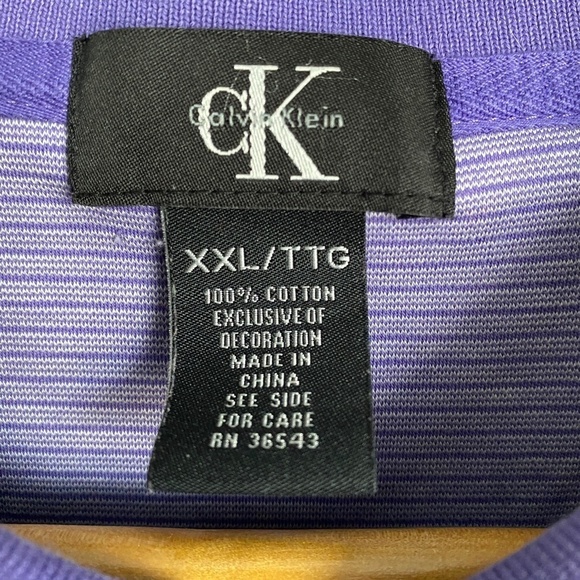 cK
Calvin Klein
XXL/TTG
100% COTTON
EXCLUSIVE OF
DECORATION
MADE IN
CHINA
SEE SIDE
FOR CARE
RN 36543